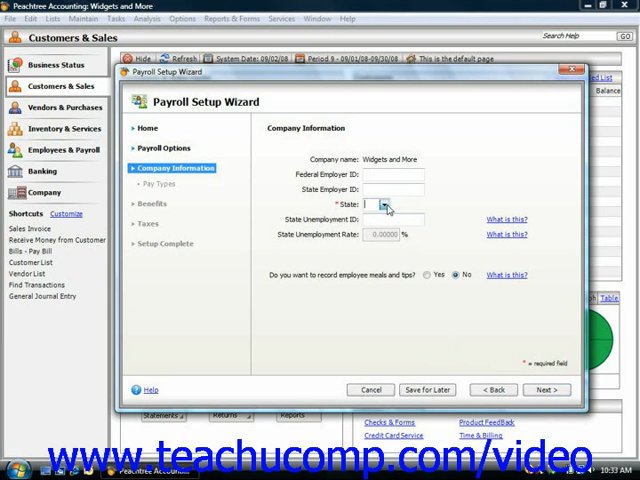 Peachtree Accounting: Widgets and More
File Edit Lists Maintain Tasks Analysis Options Reports & Forms Services Window Help
Customers & Sales
Search Help
GO
Business Status
Customers & Sales
Vendors & Purchases
Inventory & Services
Employees & Payroll
Banking
Company
Shortcuts Customize
Sales Invoice
Receive Money from Customer
Bills - Pay Bill
Customer List
Vendor List
Find Transactions
General Journal Entry
Hide Refresh System Date: 09/02/08 Period 9 - 09/01/08-09/30/08 This is the default page
Balance
Table
Payroll Setup Wizard
Payroll Setup Wizard
Home
Payroll Options
Company Information
Pay Types
Benefits
Taxes
Setup Complete
Company Information
Company name: Widgets and More
Federal Employer ID:
State Employer ID:
* State:
State Unemployment ID: What is this?
State Unemployment Rate: 0.00000 % What is this?
Do you want to record employee meals and tips? Yes No What is this?
* = required field
Help
Cancel
Save for Later
< Back
Next >
Statements
Returns
Reports
Checks & Forms
Product Feedback
Credit Card Service
Time & Billing
www.teachucomp.com/video
Peachtree Accounti...
10:33 AM